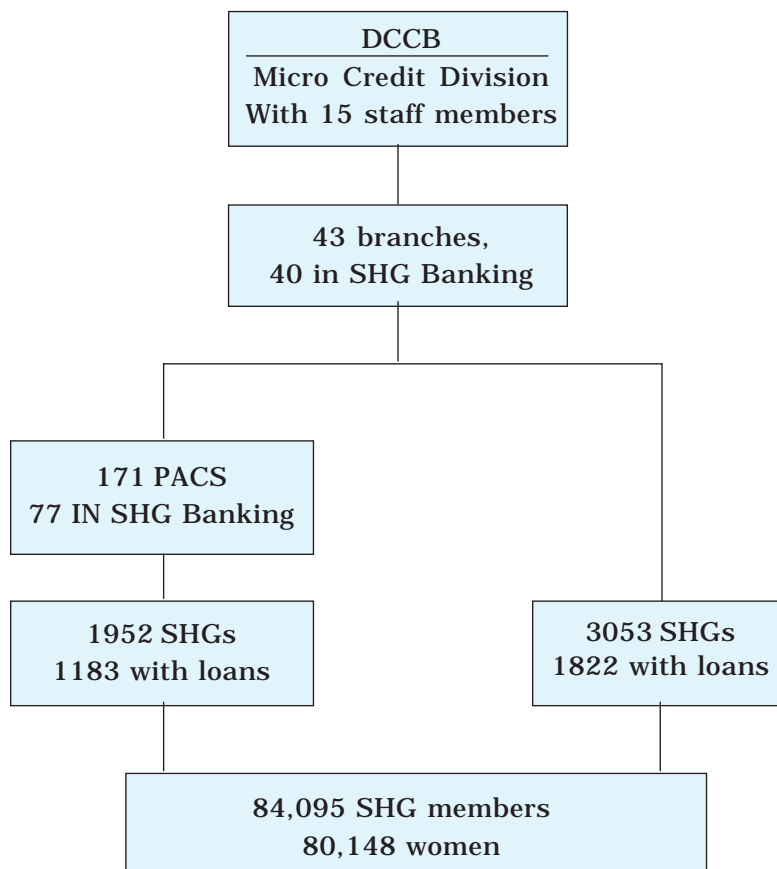 DCCB
Micro Credit Division
With 15 staff members
43 branches,
40 in SHG Banking
171 PACS
77 IN SHG Banking
1952 SHGs
1183 with loans
3053 SHGs
1822 with loans
84,095 SHG members
80,148 women